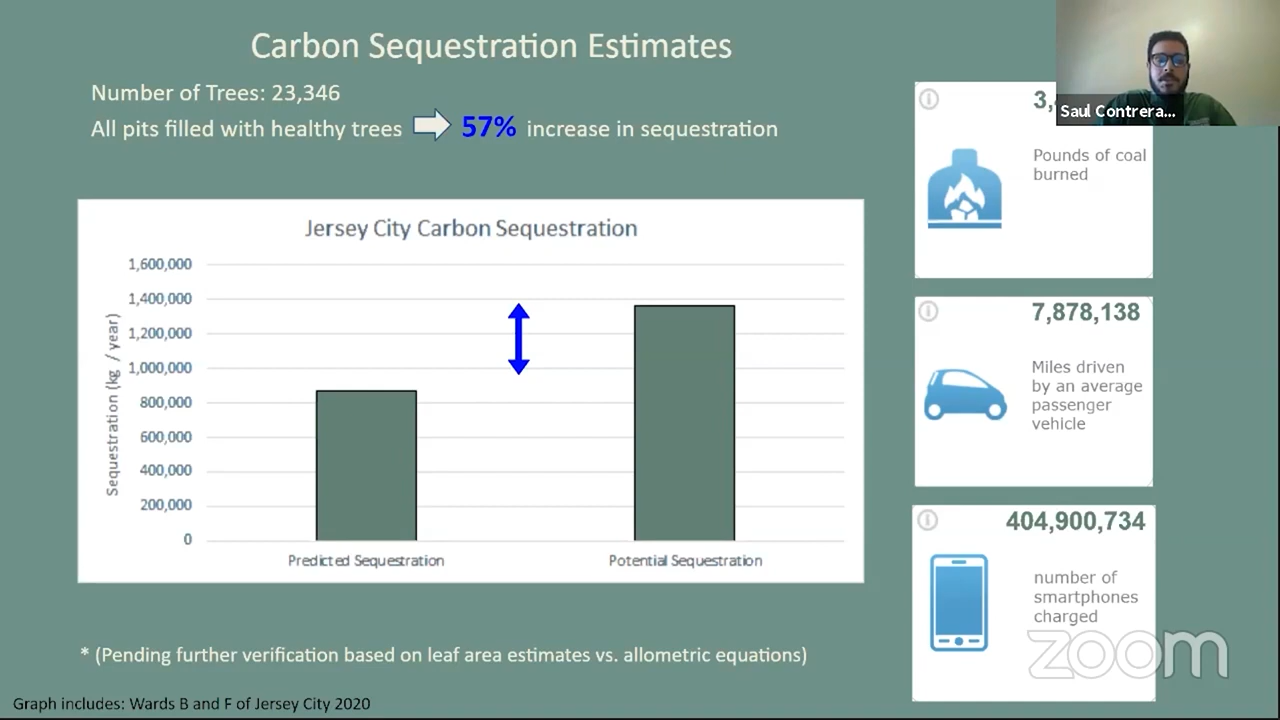 Carbon Sequestration Estimates
Number of Trees: 23,346
All pits filled with healthy trees 57% increase in sequestration
Jersey City Carbon Sequestration
Sequestration (kg / year)
1,600,000
1,400,000
1,200,000
1,000,000
800,000
600,000
400,000
200,000
0
Predicted Sequestration
Potential Sequestration
* (Pending further verification based on leaf area estimates vs. allometric equations)
Graph includes: Wards B and F of Jersey City 2020
Saul Contrera...
Pounds of coal
burned
7,878,138
Miles driven
by an average
passenger
vehicle
404,900,734
number of
smartphones
charged
zoom